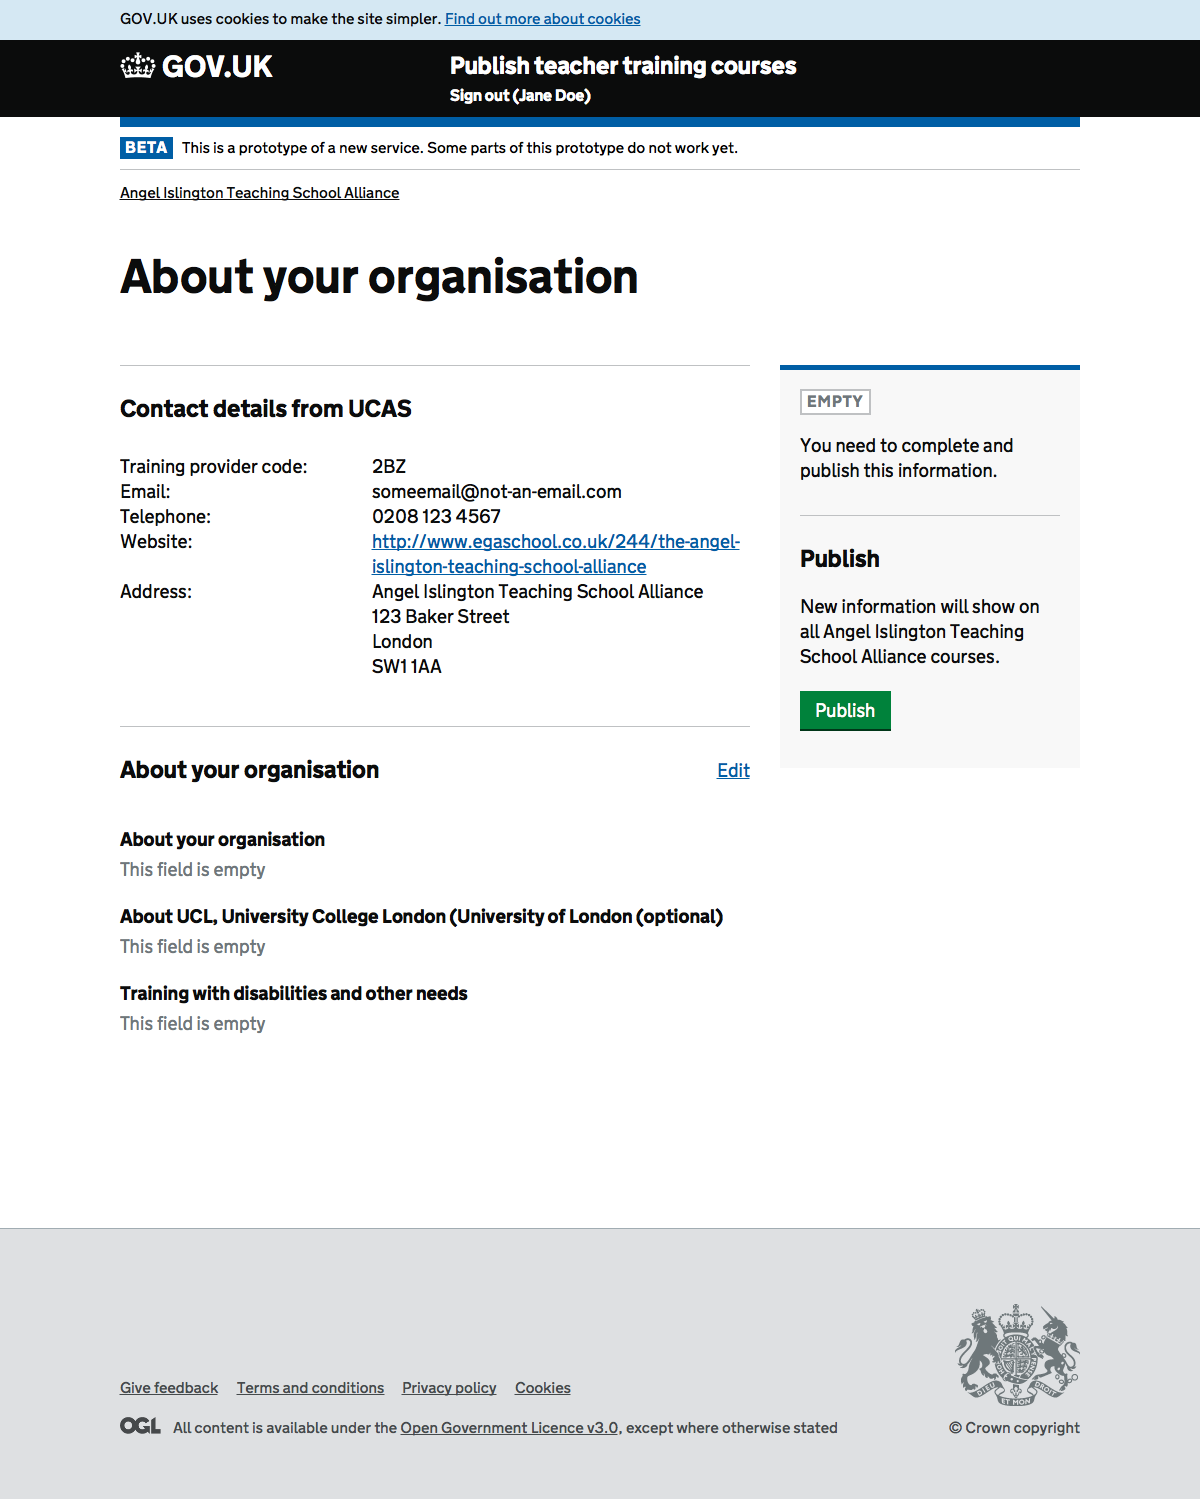 GOV.UK uses cookies to make the site simpler. Find out more about cookies
GOV.UK
Publish teacher training courses
Sign out (Jane Doe)
BETA This is a prototype of a new service. Some parts of this prototype do not work yet.
Angel Islington Teaching School Alliance
About your organisation
Contact details from UCAS
Training provider code: 2BZ
Email: someemail@not-an-email.com
Telephone: 0208 123 4567
Website: http://www.egaschool.co.uk/244/the-angel-
islington-teaching-school-alliance
Address: Angel Islington Teaching School Alliance
123 Baker Street
London
SW1 1AA
About your organisation Edit
About your organisation
This field is empty
About UCL, University College London (University of London (optional)
This field is empty
Training with disabilities and other needs
This field is empty
EMPTY
You need to complete and
publish this information.
Publish
New information will show on
all Angel Islington Teaching
School Alliance courses.
Publish
Give feedback Terms and conditions Privacy policy Cookies
OGL All content is available under the Open Government Licence v3.0, except where otherwise stated
DIEU ET MON DROIT
© Crown copyright